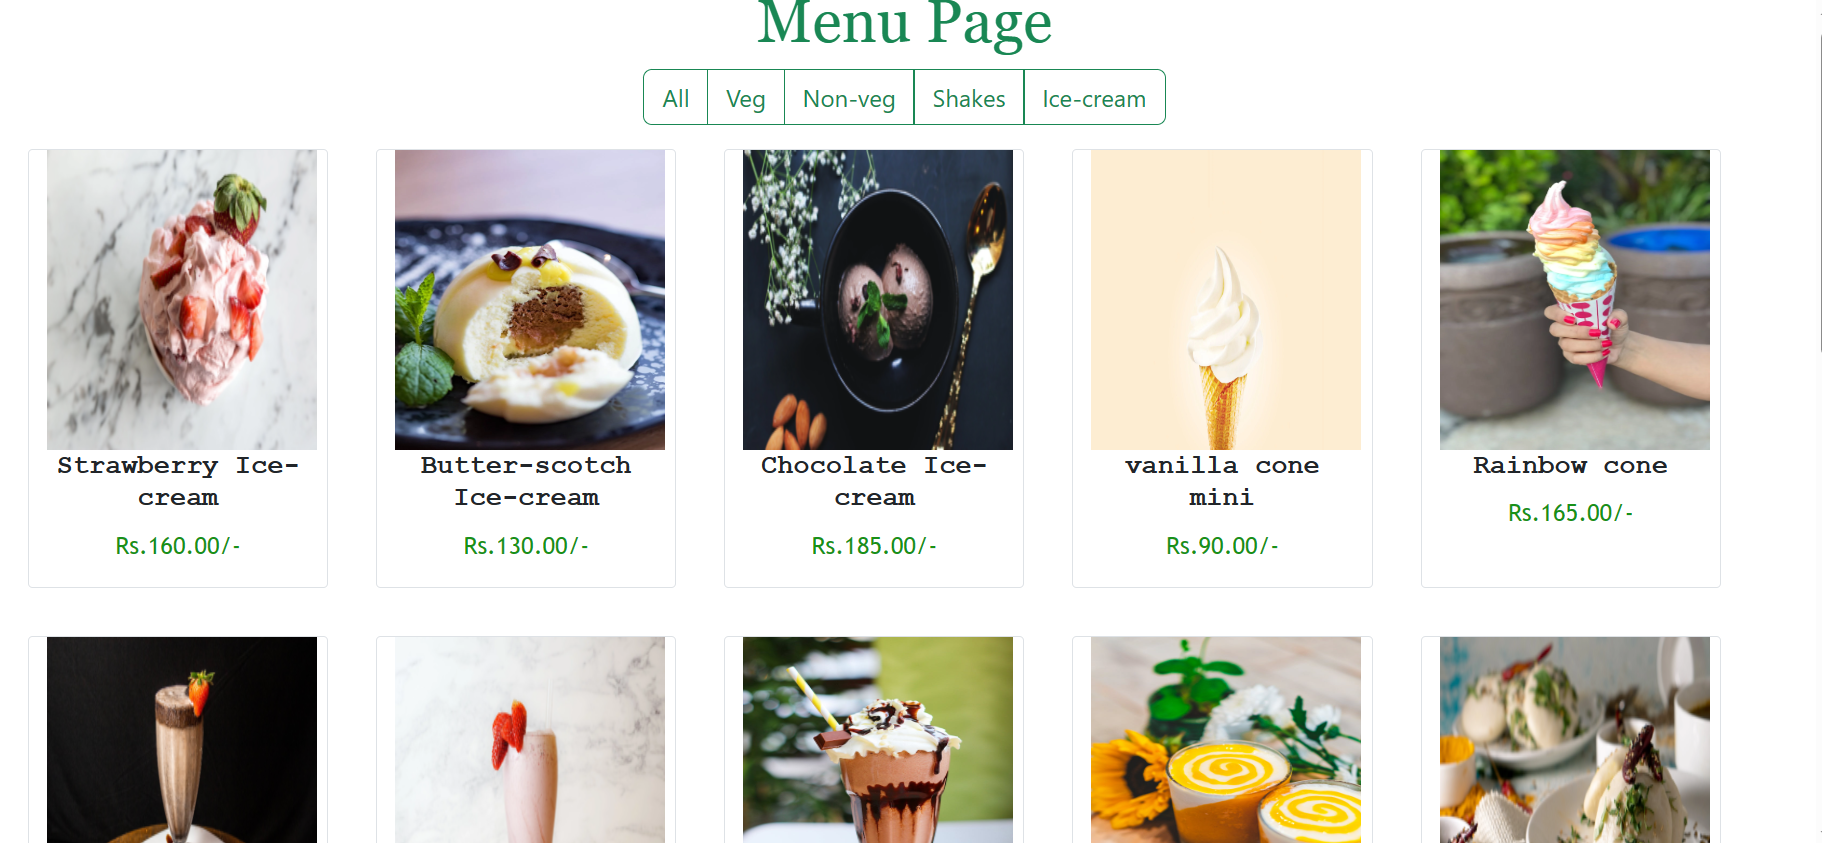 Menu Page
All Veg Non-veg Shakes Ice-cream
Strawberry Ice-
cream
Rs.160.00/-
Butter-scotch
Ice-cream
Rs.130.00/-
Chocolate Ice-
cream
Rs.185.00/-
vanilla cone
mini
Rs.90.00/-
Rainbow cone
Rs.165.00/-